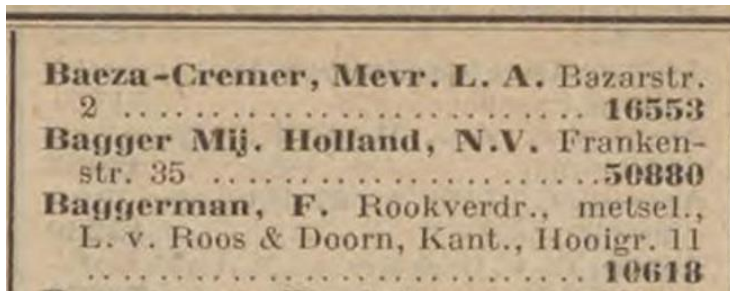 Baeza-Cremer, Mevr. L. A. Bazarstr.
2 ............................ 16553
Bagger Mij. Holland, N.V. Franken-
str. 35 ......................50880
Baggerman, F. Rookverdr., metsel.,
L. v. Roos & Doorn, Kant., Hooigr. 11
.............................. 10618